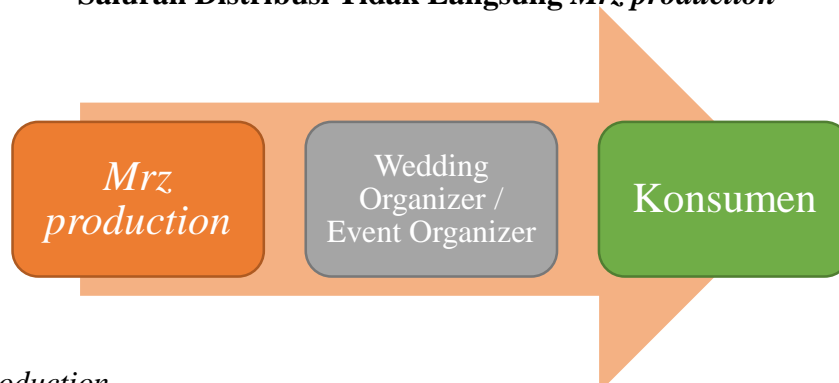 Saluran Distribusi Tidak Langsung Mrz production
Mrz
production
Wedding
Organizer /
Event Organizer
Konsumen
oduction